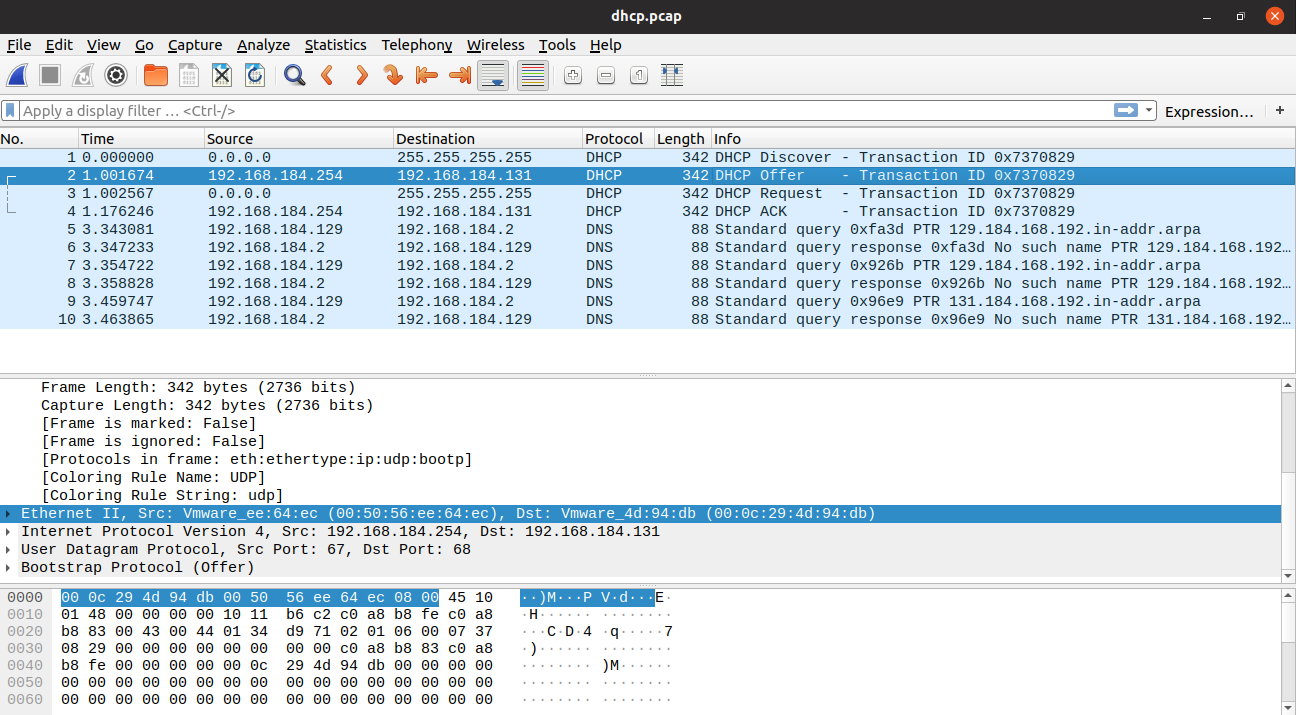 dhcp.pcap
File Edit View Go Capture Analyze Statistics Telephony Wireless Tools Help
Apply a display filter … <Ctrl-/> Expression… +
No. Time Source Destination Protocol Length Info
1 0.000000 0.0.0.0 255.255.255.255 DHCP 342 DHCP Discover - Transaction ID 0x7370829
2 1.001674 192.168.184.254 192.168.184.131 DHCP 342 DHCP Offer - Transaction ID 0x7370829
3 1.002567 0.0.0.0 255.255.255.255 DHCP 342 DHCP Request - Transaction ID 0x7370829
4 1.176246 192.168.184.254 192.168.184.131 DHCP 342 DHCP ACK - Transaction ID 0x7370829
5 3.343081 192.168.184.129 192.168.184.2 DNS 88 Standard query 0xfa3d PTR 129.184.168.192.in-addr.arpa
6 3.347233 192.168.184.2 192.168.184.129 DNS 88 Standard query response 0xfa3d No such name PTR 129.184.168.192…
7 3.354722 192.168.184.129 192.168.184.2 DNS 88 Standard query 0x926b PTR 129.184.168.192.in-addr.arpa
8 3.358828 192.168.184.2 192.168.184.129 DNS 88 Standard query response 0x926b No such name PTR 129.184.168.192…
9 3.459747 192.168.184.129 192.168.184.2 DNS 88 Standard query 0x96e9 PTR 131.184.168.192.in-addr.arpa
10 3.463865 192.168.184.2 192.168.184.129 DNS 88 Standard query response 0x96e9 No such name PTR 131.184.168.192…
Frame Length: 342 bytes (2736 bits)
Capture Length: 342 bytes (2736 bits)
[Frame is marked: False]
[Frame is ignored: False]
[Protocols in frame: eth:ethertype:ip:udp:bootp]
[Coloring Rule Name: UDP]
[Coloring Rule String: udp]
Ethernet II, Src: Vmware_ee:64:ec (00:50:56:ee:64:ec), Dst: Vmware_4d:94:db (00:0c:29:4d:94:db)
Internet Protocol Version 4, Src: 192.168.184.254, Dst: 192.168.184.131
User Datagram Protocol, Src Port: 67, Dst Port: 68
Bootstrap Protocol (Offer)
0000 00 0c 29 4d 94 db 00 50 56 ee 64 ec 08 00 45 10 ··)M···P V·d···E·
0010 01 48 00 00 00 00 10 11 b6 c2 c0 a8 b8 fe c0 a8 ·H······ ········
0020 b8 83 00 43 00 44 01 34 d9 71 02 01 06 00 07 37 ···C·D·4 ·q·····7
0030 08 29 00 00 00 00 00 00 00 00 c0 a8 b8 83 c0 a8 ·)······ ········
0040 b8 fe 00 00 00 00 00 0c 29 4d 94 db 00 00 00 00 ········ )M······
0050 00 00 00 00 00 00 00 00 00 00 00 00 00 00 00 00 ········ ········
0060 00 00 00 00 00 00 00 00 00 00 00 00 00 00 00 00 ········ ········